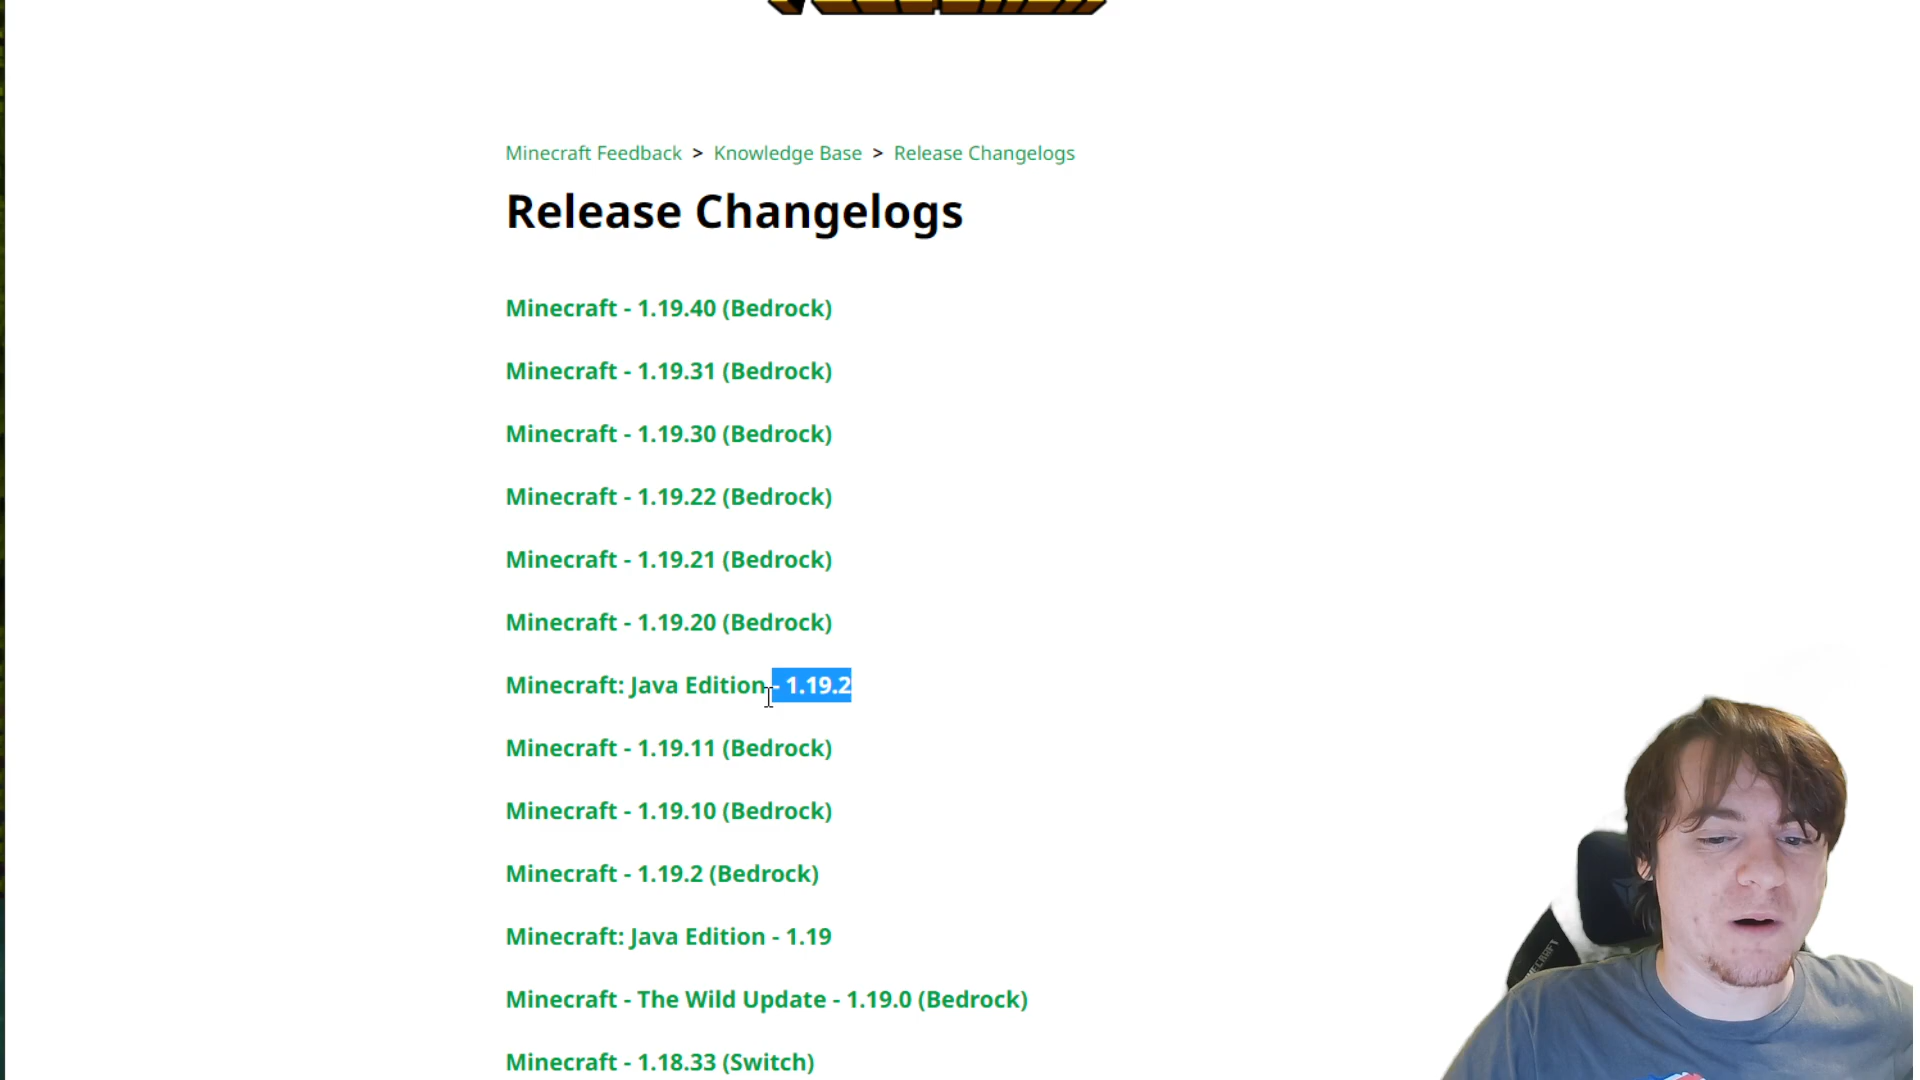 Minecraft Feedback > Knowledge Base > Release Changelogs
Release Changelogs
Minecraft - 1.19.40 (Bedrock)
Minecraft - 1.19.31 (Bedrock)
Minecraft - 1.19.30 (Bedrock)
Minecraft - 1.19.22 (Bedrock)
Minecraft - 1.19.21 (Bedrock)
Minecraft - 1.19.20 (Bedrock)
Minecraft: Java Edition - 1.19.2
Minecraft - 1.19.11 (Bedrock)
Minecraft - 1.19.10 (Bedrock)
Minecraft - 1.19.2 (Bedrock)
Minecraft: Java Edition - 1.19
Minecraft - The Wild Update - 1.19.0 (Bedrock)
Minecraft - 1.18.33 (Switch)